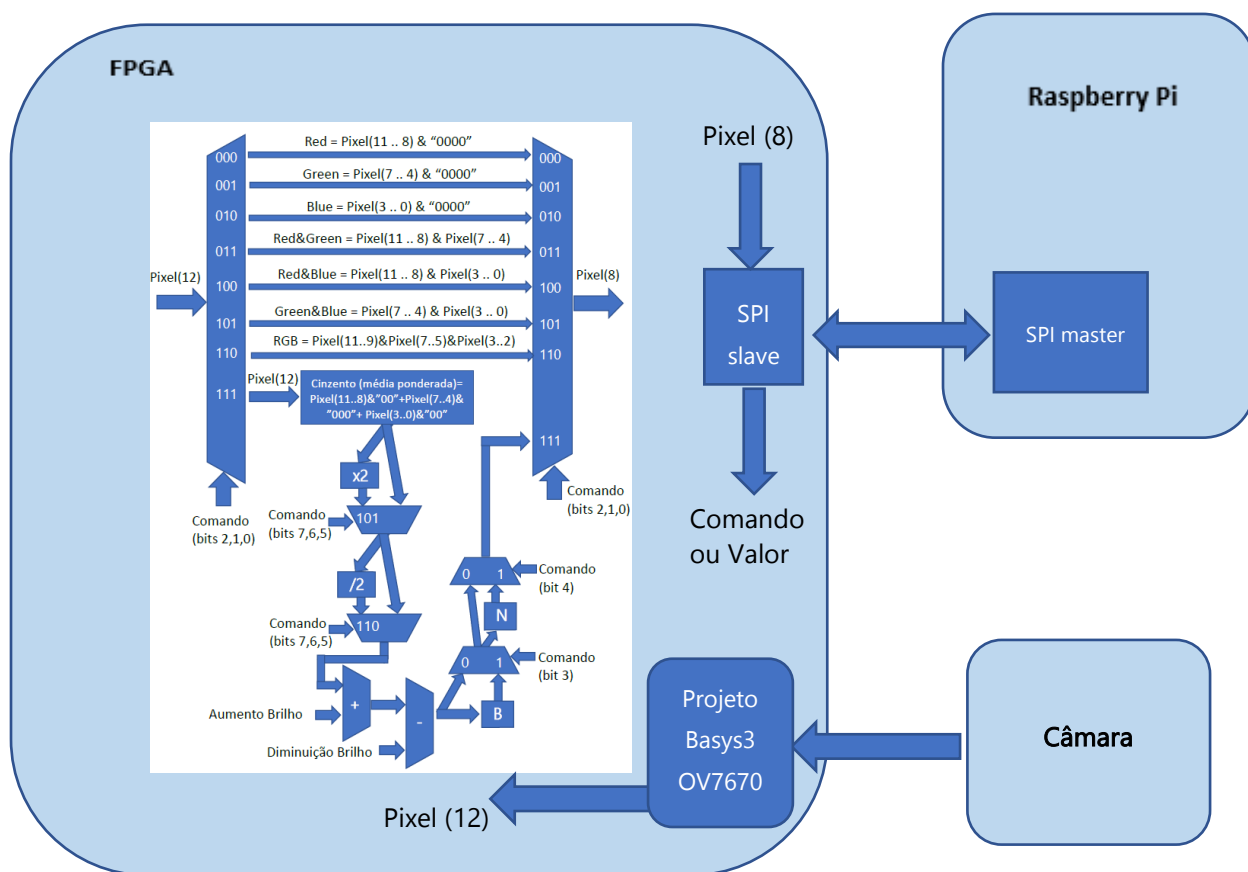 FPGA
Raspberry Pi
Red = Pixel(11 .. 8) & “0000”
000
000
Green = Pixel(7 .. 4) & “0000”
001
001
Blue = Pixel(3 .. 0) & “0000”
010
010
Red&Green = Pixel(11 .. 8) & Pixel(7 .. 4)
011
011
Pixel(12)
Red&Blue = Pixel(11 .. 8) & Pixel(3 .. 0)
100
100
Pixel(8)
Green&Blue = Pixel(7 .. 4) & Pixel(3 .. 0)
101
101
RGB = Pixel(11..9)&Pixel(7..5)&Pixel(3..2)
110
110
Pixel(12)
111
Cinzento (média ponderada)=
Pixel(11..8)&”00”+Pixel(7..4)&
”000”+ Pixel(3..0)&”00”
111
x2
Comando
(bits 2,1,0)
Comando
(bits 7,6,5)
101
Comando
(bits 2,1,0)
/2
Comando
(bits 7,6,5)
110
0 1
Comando
(bit 4)
N
0 1
Comando
(bit 3)
Aumento Brilho
+
-
B
Diminuição Brilho
Pixel (8)
SPI
slave
SPI master
Comando
ou Valor
Projeto
Basys3
OV7670
Câmara
Pixel (12)